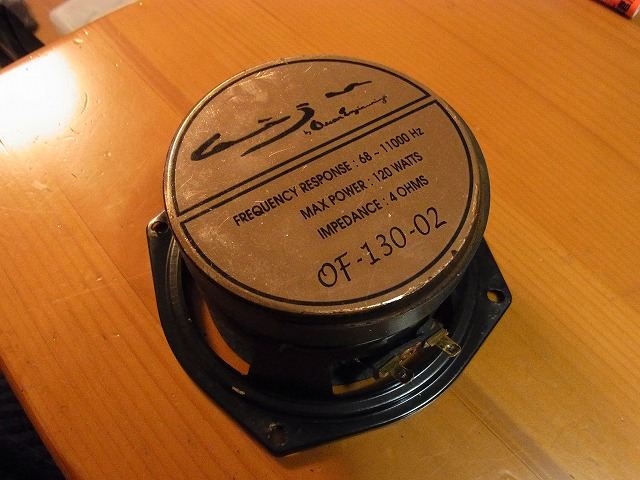 FREQUENCY RESPONSE : 68 ~ 11000 Hz
MAX POWER : 120 WATTS
IMPEDANCE : 4 OHMS
OF-130-02